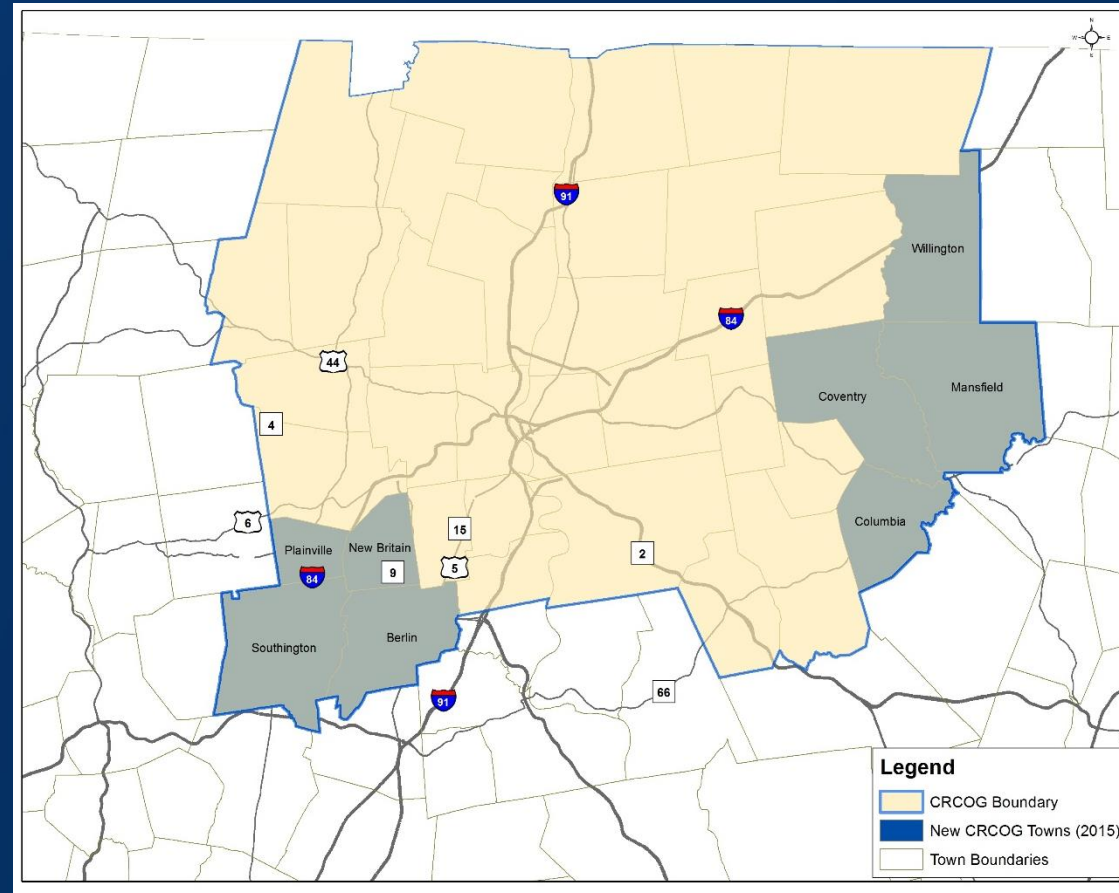 N
W E
S
91
Willington
84
44
Mansfield
Coventry
4
6
15
Columbia
Plainville
New Britain
2
5
9
84
Berlin
Southington
66
91
Legend
CRCOG Boundary
New CRCOG Towns (2015)
Town Boundaries